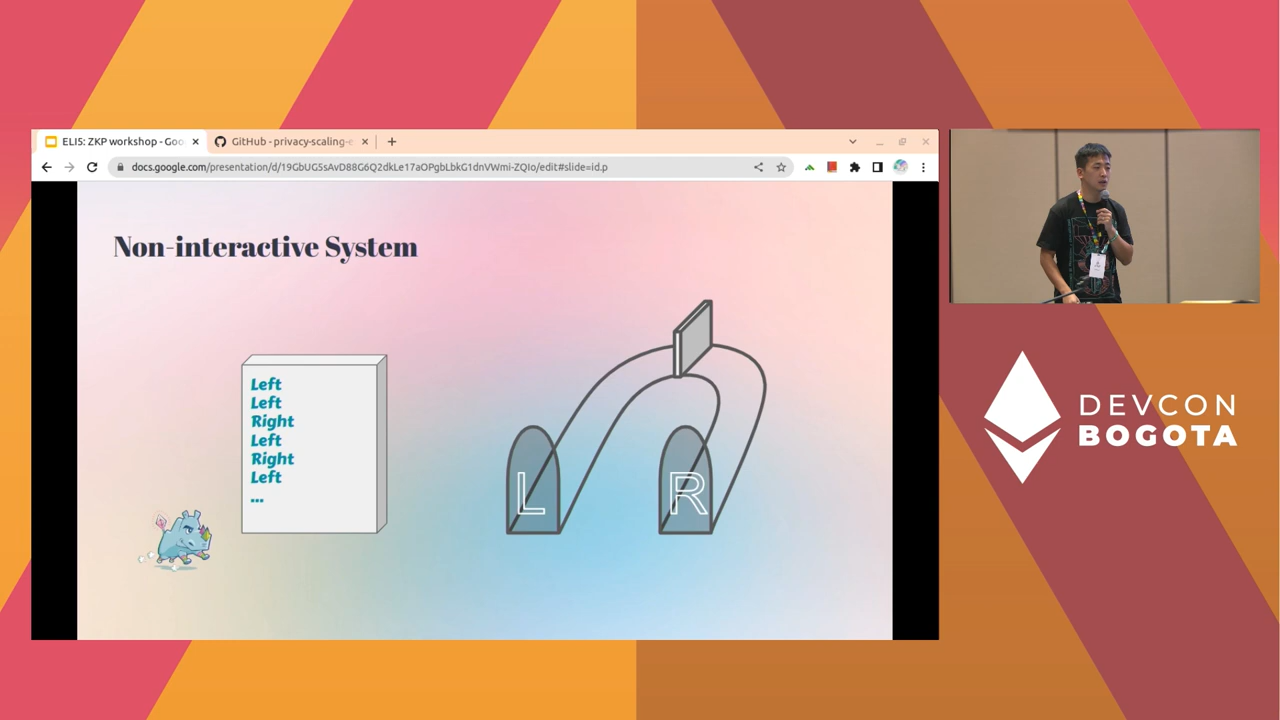 ELI5: ZKP workshop - Goo
GitHub - privacy-scaling-e
docs.google.com/presentation/d/19GbUG5sAvD88G6Q2dkLe17aOPgbLbkG1dnVWmi-ZQIo/edit#slide=id.p
Non-interactive System
Left
Left
Right
Left
Right
Left
...
L
R
DEVCON
BOGOTA